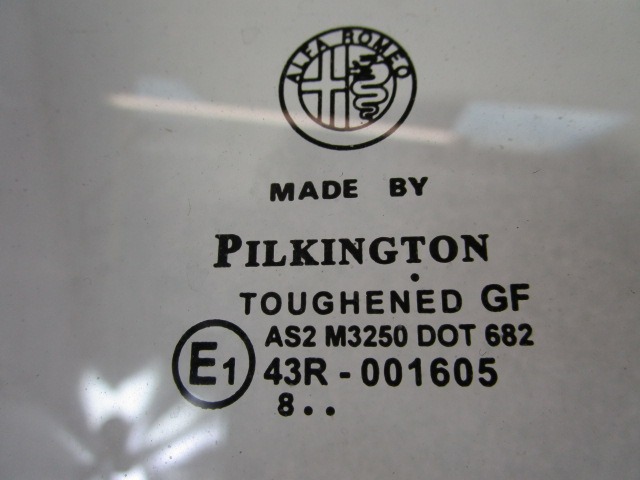 ALFA ROMEO
MADE BY
PILKINGTON
TOUGHENED GF
AS2 M3250 DOT 682
E1 43R - 001605
8..